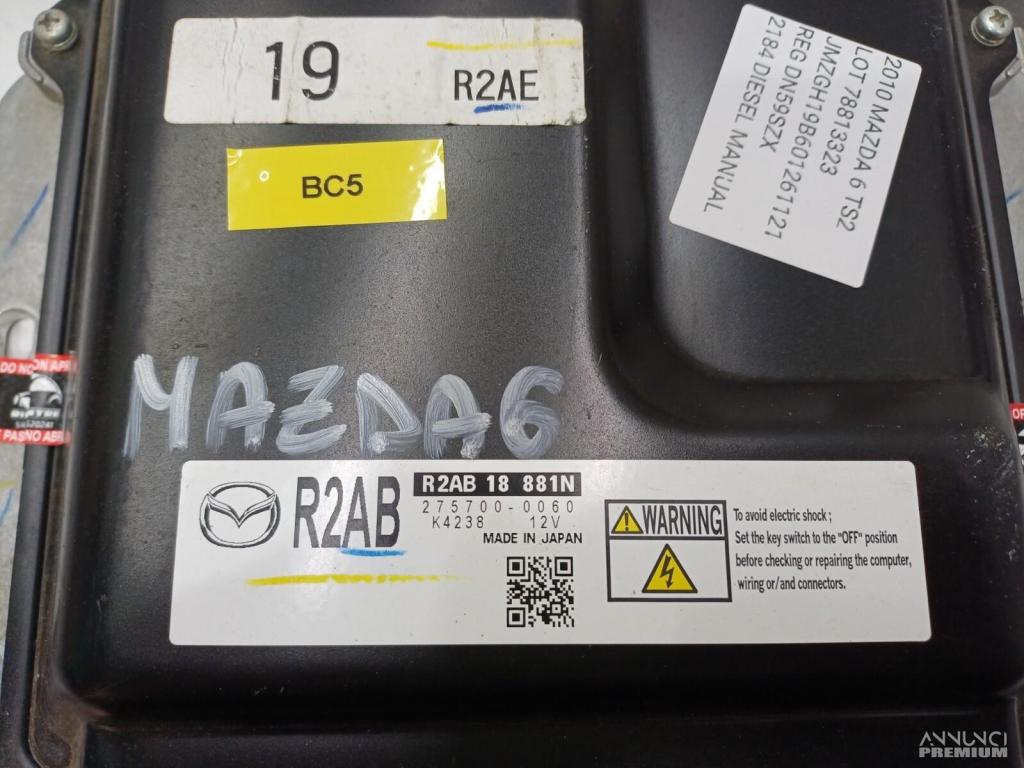 19
R2AE
BC5
2010 MAZDA 6 TS2
LOT 78813323
JMZGH19B601261121
REG DN59SZX
2184 DIESEL MANUAL
MAZDA6
R2AB
R2AB 18 881N
275700-0060
K4238 12V
MADE IN JAPAN
WARNING
To avoid electric shock;
Set the key switch to the "OFF" position
before checking or repairing the computer,
wiring or/and connectors.
ANNUNCI
PREMIUM